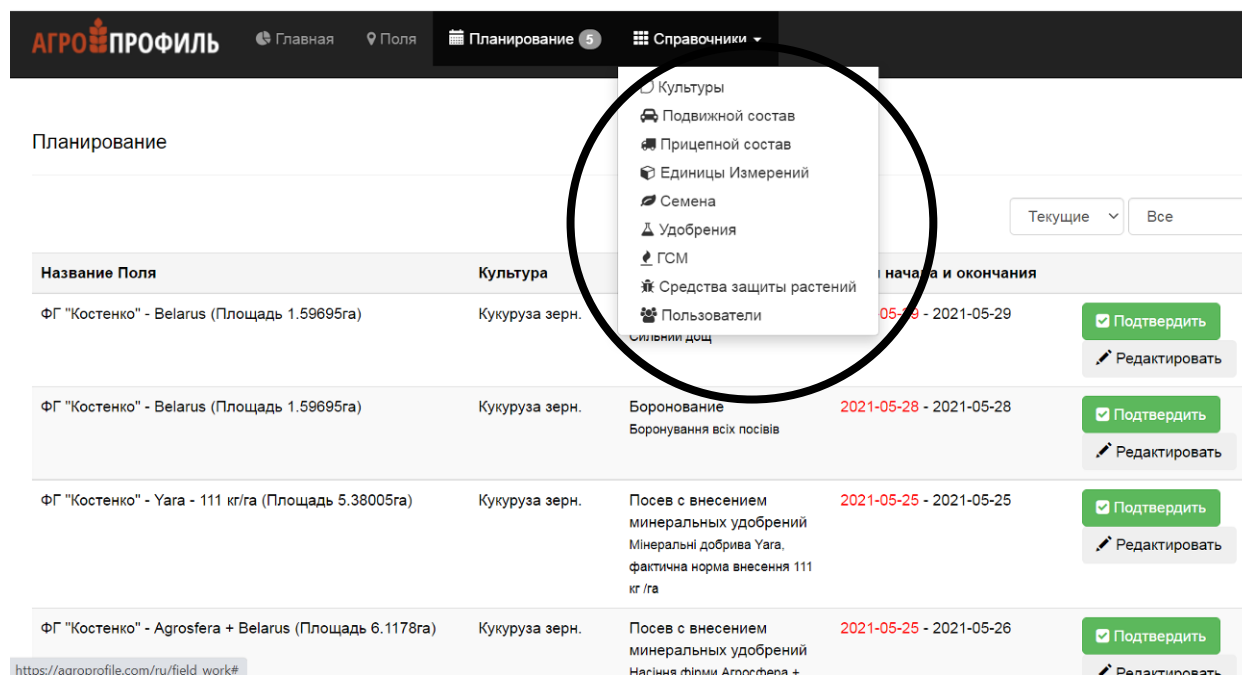 АГРО ПРОФИЛЬ Главная Поля Планирование 5 Справочники
Культуры
Подвижной состав
Прицепной состав
Единицы Измерений
Семена
Удобрения
ГСМ
Средства защиты растений
Пользователи
Планирование
Текущие Все
Название Поля Культура начала и окончания
ФГ "Костенко" - Belarus (Площадь 1.59695га) Кукуруза зерн. 05-29 - 2021-05-29 Подтвердить
Сильний дощ
Редактировать
ФГ "Костенко" - Belarus (Площадь 1.59695га) Кукуруза зерн. Боронование 2021-05-28 - 2021-05-28 Подтвердить
Боронування всіх посівів
Редактировать
ФГ "Костенко" - Yara - 111 кг/га (Площадь 5.38005га) Кукуруза зерн. Посев с внесением 2021-05-25 - 2021-05-25 Подтвердить
минеральных удобрений
Мінеральні добрива Yara, Редактировать
фактична норма внесення 111
кг /га
ФГ "Костенко" - Agrosfera + Belarus (Площадь 6.1178га) Кукуруза зерн. Посев с внесением 2021-05-25 - 2021-05-26 Подтвердить
минеральных удобрений
Насіння фірми Агросфера + Редактировать
https://agroprofile.com/ru/field_work#